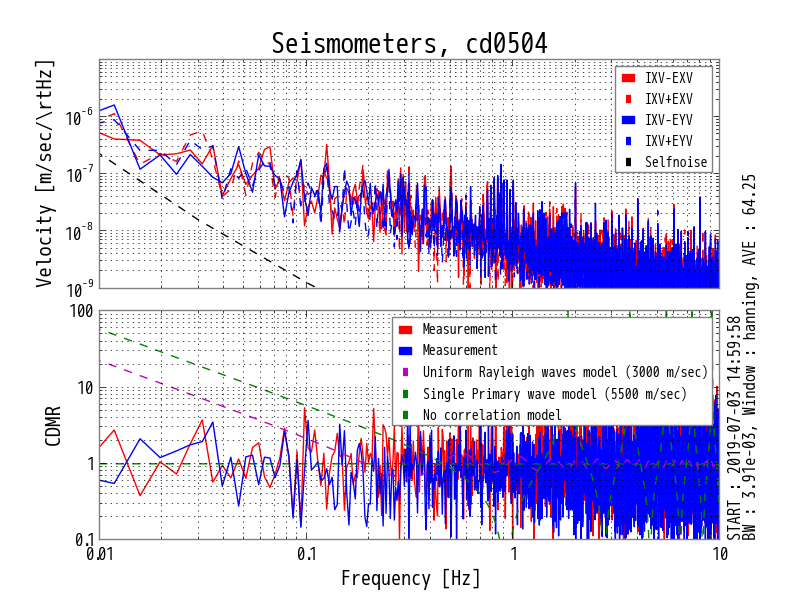 Seismometers, cd0504
Velocity [m/sec/\rtHz]
10-6
10-7
10-8
10-9
IXV-EXV
IXV+EXV
IXV-EYV
IXV+EYV
Selfnoise
CDMR
100
10
1
0.1
Measurement
Measurement
Uniform Rayleigh waves model (3000 m/sec)
Single Primary wave model (5500 m/sec)
No correlation model
0.01
0.1
1
10
Frequency [Hz]
START : 2019-07-03 14:59:58
BW : 3.91e-03, Window : hanning, AVE : 64.25